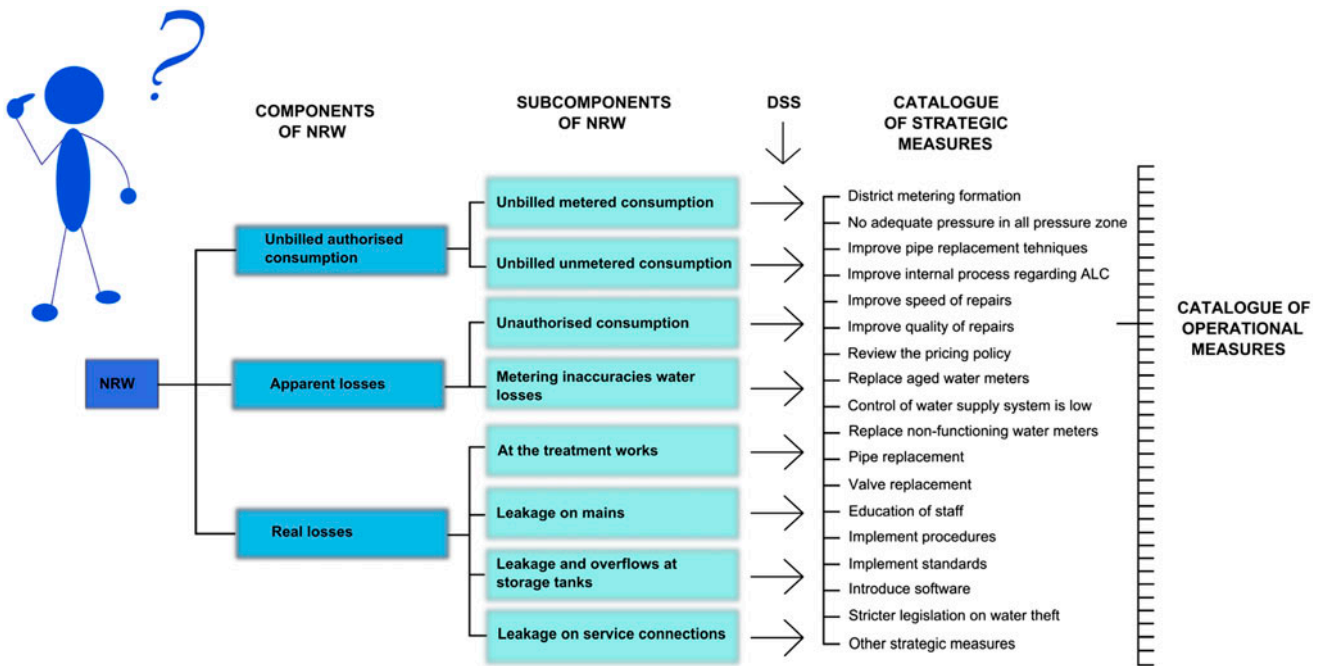 ?
COMPONENTS
OF NRW
SUBCOMPONENTS
OF NRW
DSS
CATALOGUE
OF STRATEGIC
MEASURES
NRW
Unbilled authorised
consumption
Apparent losses
Real losses
Unbilled metered consumption
Unbilled unmetered consumption
Unauthorised consumption
Metering inaccuracies water
losses
At the treatment works
Leakage on mains
Leakage and overflows at
storage tanks
Leakage on service connections
District metering formation
No adequate pressure in all pressure zone
Improve pipe replacement tehniques
Improve internal process regarding ALC
Improve speed of repairs
Improve quality of repairs
Review the pricing policy
Replace aged water meters
Control of water supply system is low
Replace non-functioning water meters
Pipe replacement
Valve replacement
Education of staff
Implement procedures
Implement standards
Introduce software
Stricter legislation on water theft
Other strategic measures
CATALOGUE OF
OPERATIONAL
MEASURES